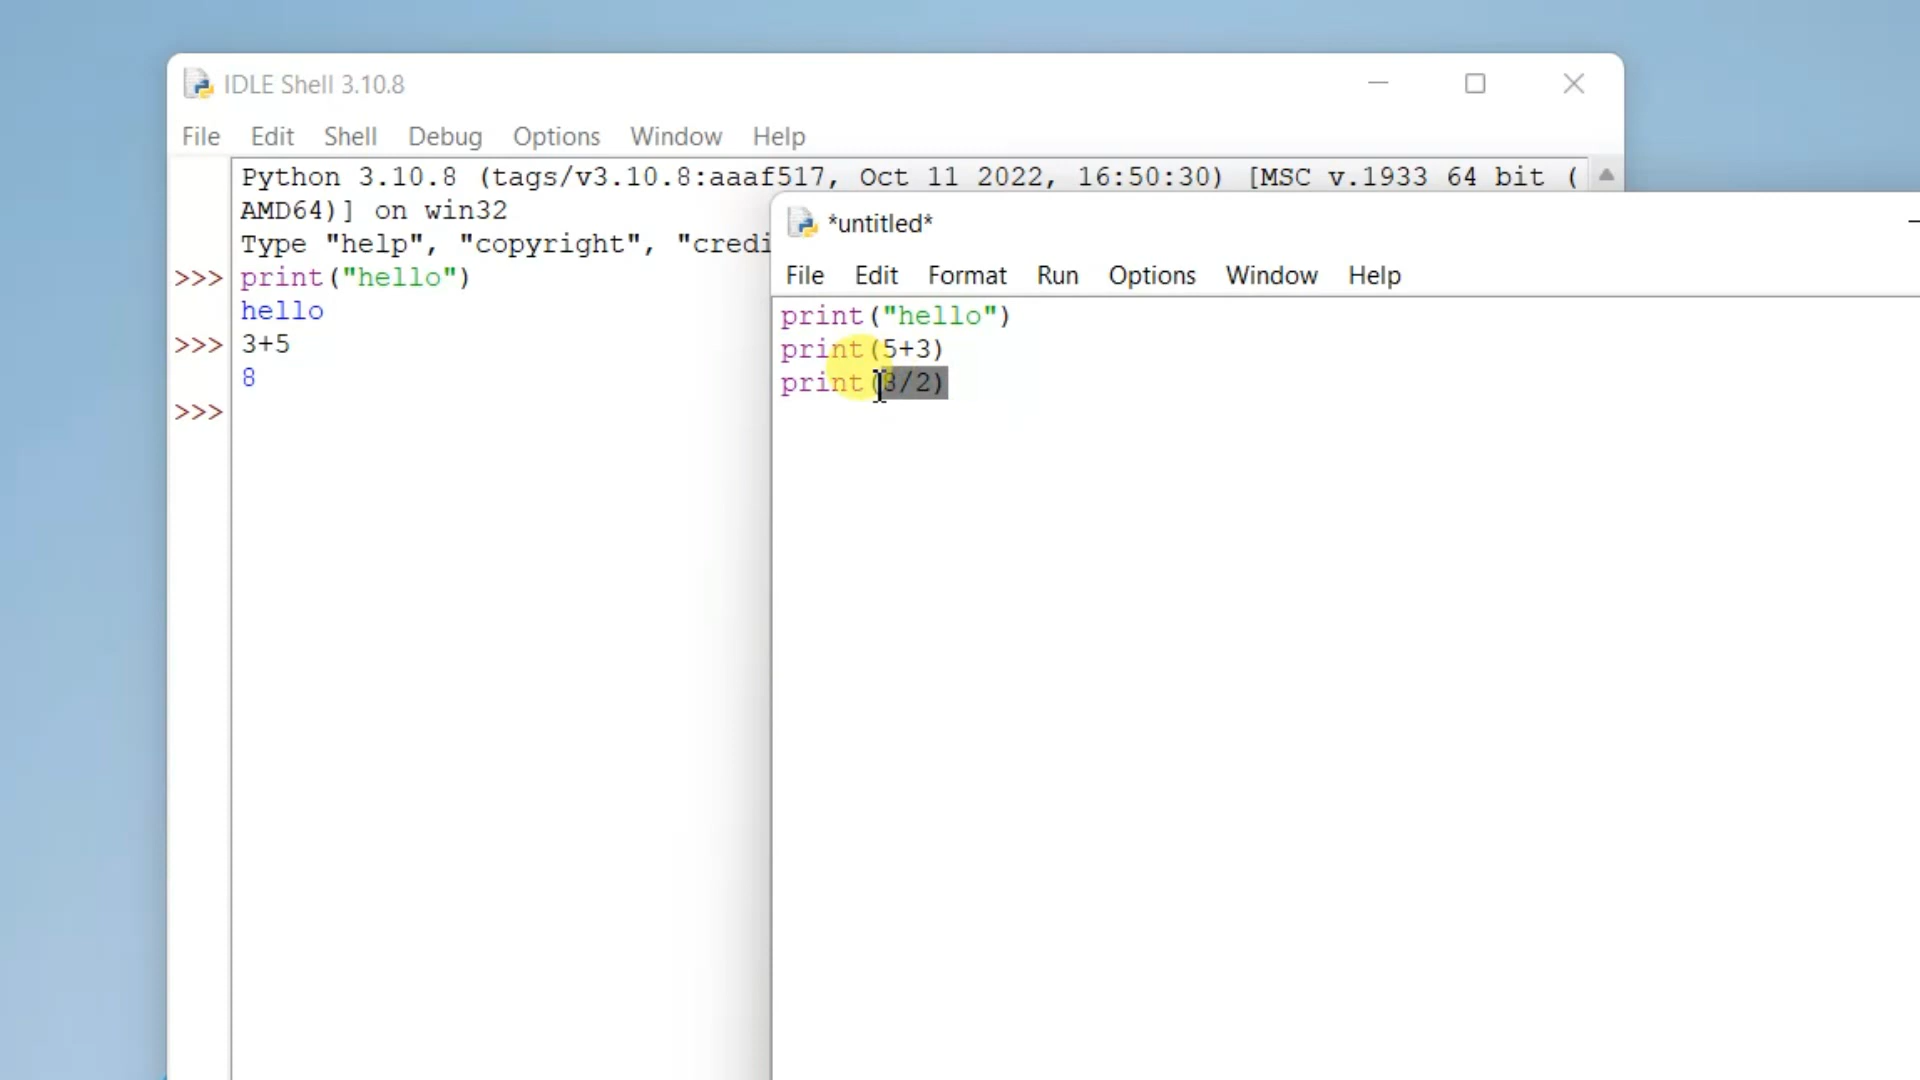 IDLE Shell 3.10.8
File Edit Shell Debug Options Window Help
Python 3.10.8 (tags/v3.10.8:aaaf517, Oct 11 2022, 16:50:30) [MSC v.1933 64 bit (
AMD64)] on win32
Type "help", "copyright", "credi
>>> print("hello")
hello
>>> 3+5
8
>>>
*untitled*
File Edit Format Run Options Window Help
print("hello")
print(5+3)
print(3/2)